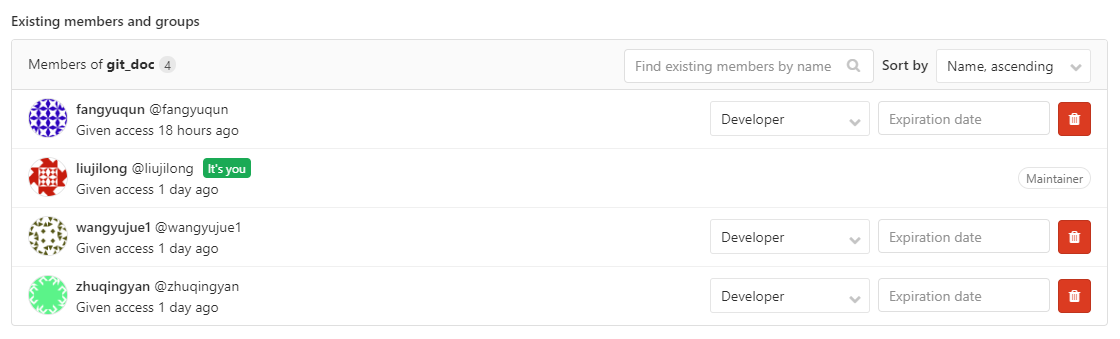 Existing members and groups
Members of git_doc 4 Find existing members by name Sort by Name, ascending
fangyuqun @fangyuqun Developer Expiration date
Given access 18 hours ago
liujilong @liujilong It's you Maintainer
Given access 1 day ago
wangyujue1 @wangyujue1 Developer Expiration date
Given access 1 day ago
zhuqingyan @zhuqingyan Developer Expiration date
Given access 1 day ago